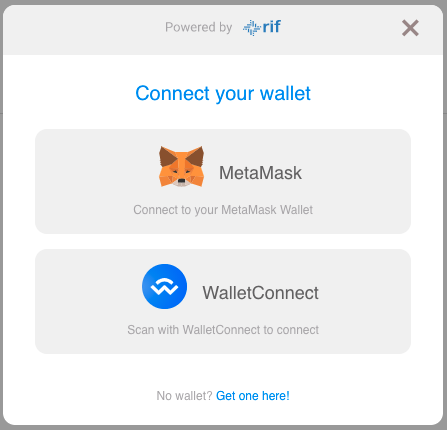 Powered by rif
Connect your wallet
MetaMask
Connect to your MetaMask Wallet
WalletConnect
Scan with WalletConnect to connect
No wallet? Get one here!